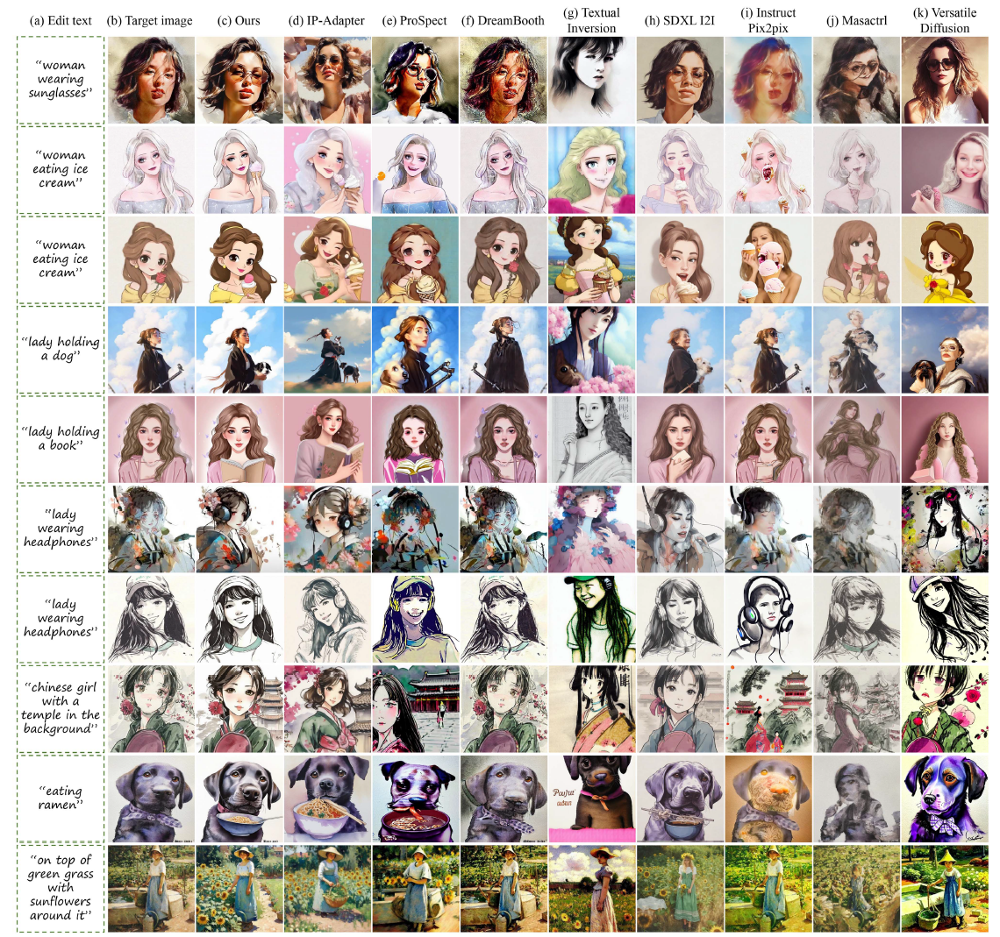 (a) Edit text
(b) Target image
(c) Ours
(d) IP-Adapter
(e) ProSpect
(f) DreamBooth
(g) Textual
Inversion
(h) SDXL I2I
(i) Instruct
Pix2pix
(j) Masactrl
(k) Versatile
Diffusion
“woman
wearing
sunglasses”
“woman
eating ice
cream”
“woman
eating ice
cream”
“lady holding
a dog”
“lady holding
a book”
“lady
wearing
headphones”
“lady
wearing
headphones”
“chinese girl
with a
temple in the
background”
“eating
ramen”
“on top of
green grass
with
sunflowers
around it”